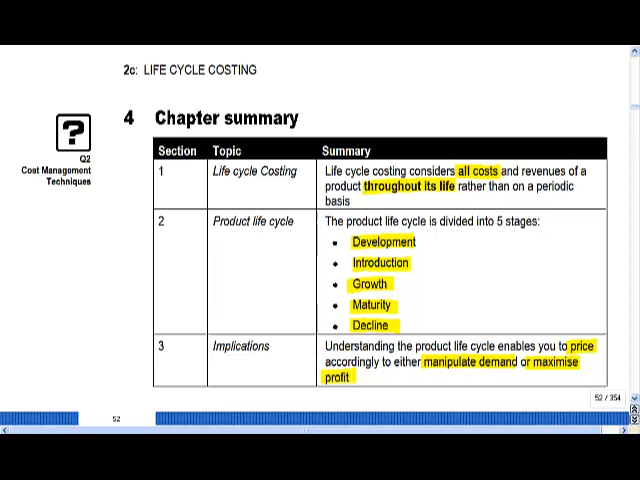 2c: LIFE CYCLE COSTING
4 Chapter summary
?
Q2
Cost Management
Techniques
Section Topic Summary
1 Life cycle Costing Life cycle costing considers all costs and revenues of a
product throughout its life rather than on a periodic
basis
2 Product life cycle The product life cycle is divided into 5 stages:
• Development
• Introduction
• Growth
• Maturity
• Decline
3 Implications Understanding the product life cycle enables you to price
accordingly to either manipulate demand or maximise
profit
52 / 354
52